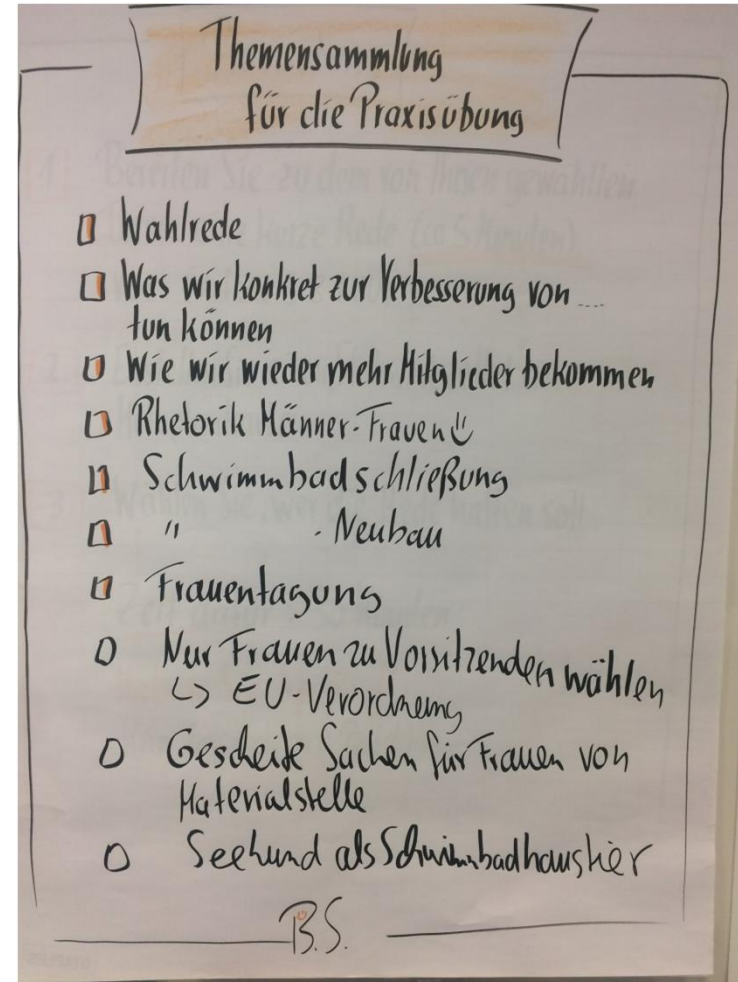 Themensammlung
für die Praxisübung
Wahlrede
Was wir konkret zur Verbesserung von ....
tun können
Wie wir wieder mehr Mitglieder bekommen
Rhetorik Männer-Frauen
Schwimmbadschließung
" - Neubau
Frauentagung
Nur Frauen zu Vorsitzenden wählen
↳ EU-Verordnung
Gescheite Sachen für Frauen von
Materialstelle
Seehund als Schwimmbadhaustier
B.S.